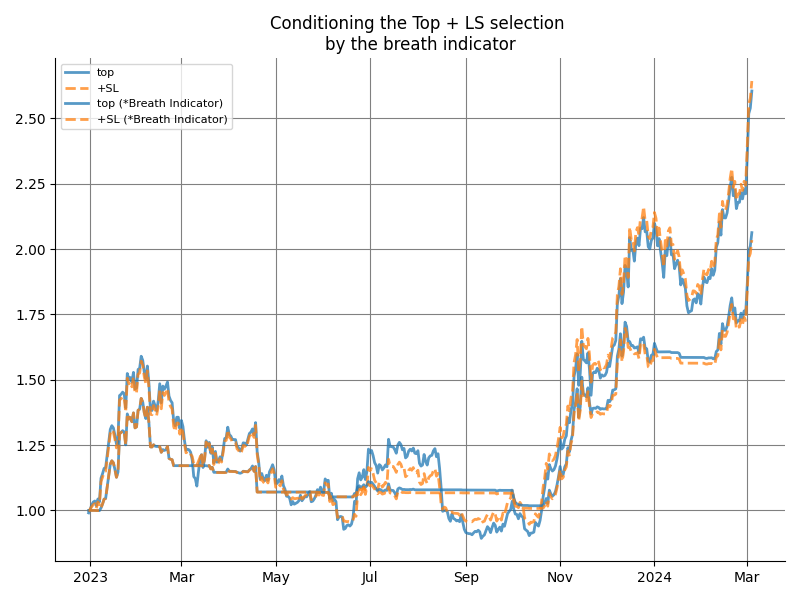 Conditioning the Top + LS selection
by the breath indicator
top
+SL
top (*Breath Indicator)
+SL (*Breath Indicator)
2.50
2.25
2.00
1.75
1.50
1.25
1.00
2023 Mar May Jul Sep Nov 2024 Mar